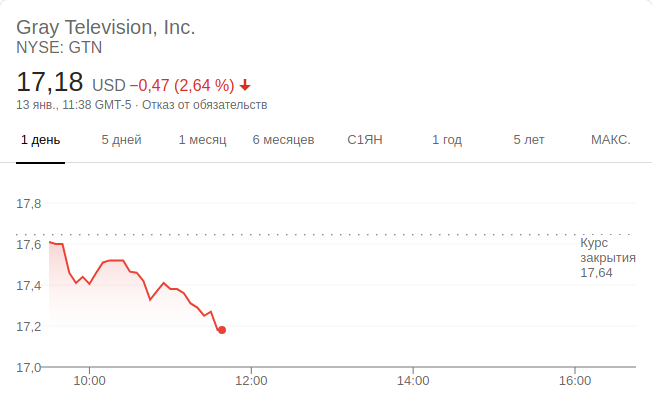 Gray Television, Inc.
NYSE: GTN
17,18 USD −0,47 (2,64 %)
13 янв., 11:38 GMT-5 · Отказ от обязательств
1 день 5 дней 1 месяц 6 месяцев С1ЯН 1 год 5 лет МАКС.
17,8
17,6
17,4
17,2
17,0
Курс
закрытия
17,64
10:00 12:00 14:00 16:00